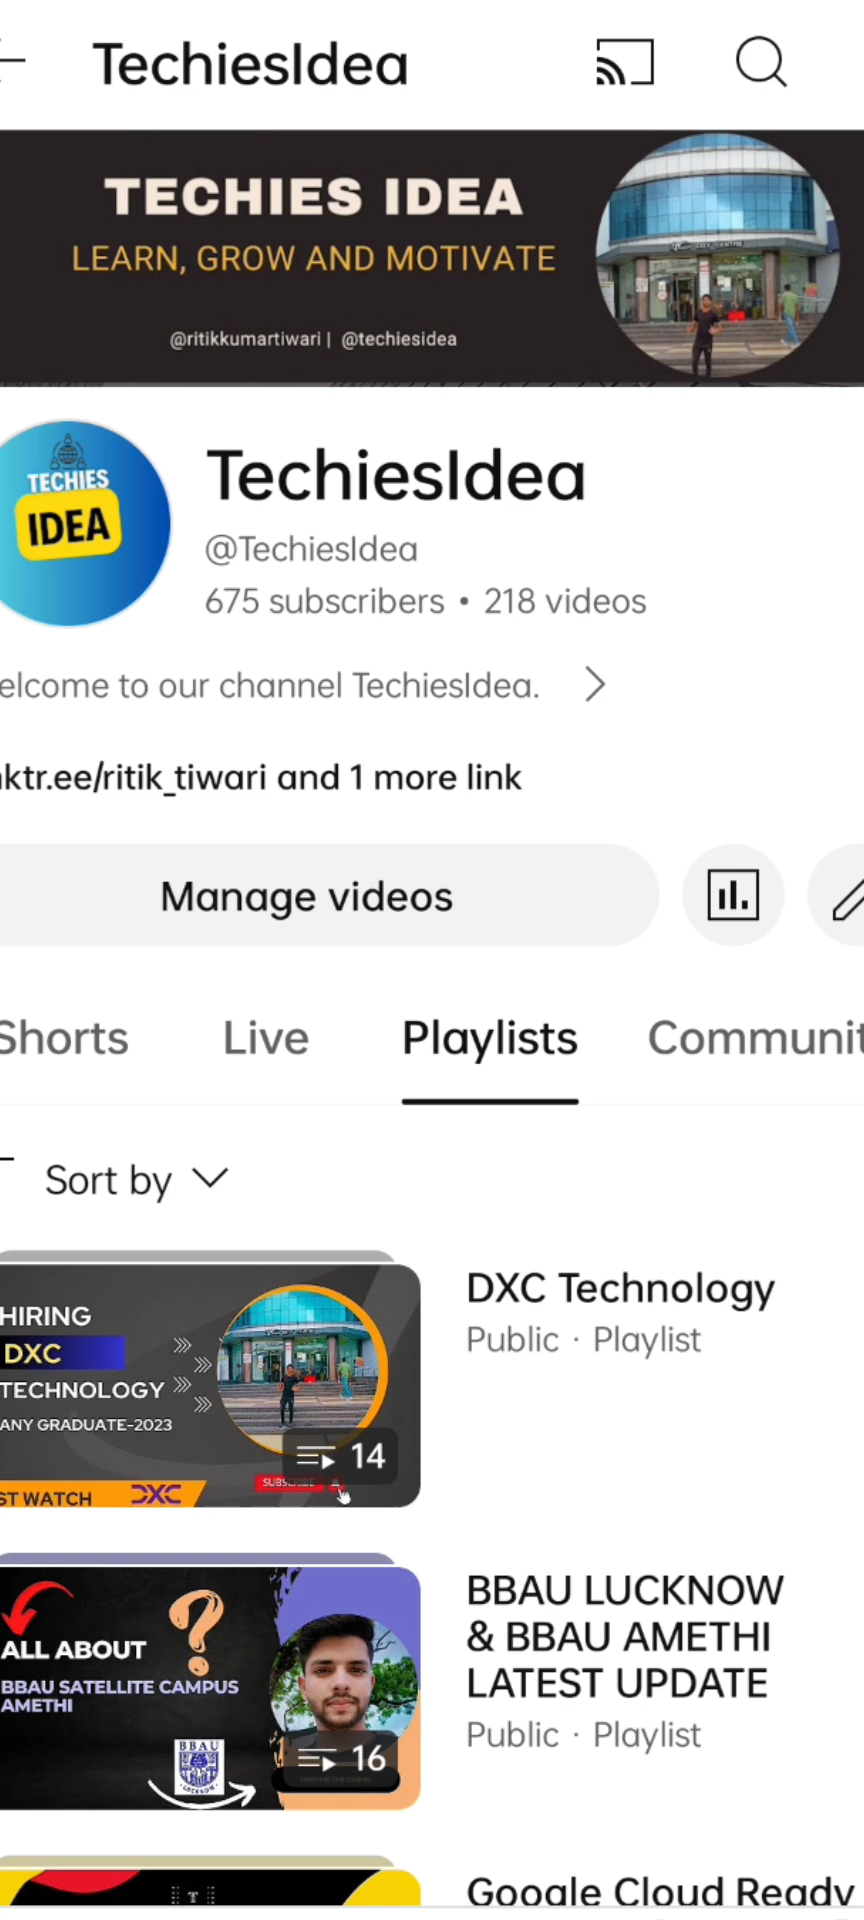 TechiesIdea
TECHIES IDEA
LEARN, GROW AND MOTIVATE
@ritikkumartiwari | @techiesidea
TECHIES
IDEA
TechiesIdea
@TechiesIdea
675 subscribers • 218 videos
elcome to our channel TechiesIdea.
ktr.ee/ritik_tiwari and 1 more link
Manage videos
Shorts Live Playlists Communit
Sort by
HIRING
DXC
TECHNOLOGY
ANY GRADUATE-2023
ST WATCH
DXC
SUBSCRIBE
14
DXC Technology
Public · Playlist
ALL ABOUT
BBAU SATELLITE CAMPUS
AMETHI
BBAU
LUCKNOW
16
BBAU LUCKNOW
& BBAU AMETHI
LATEST UPDATE
Public · Playlist
T
Google Cloud Ready